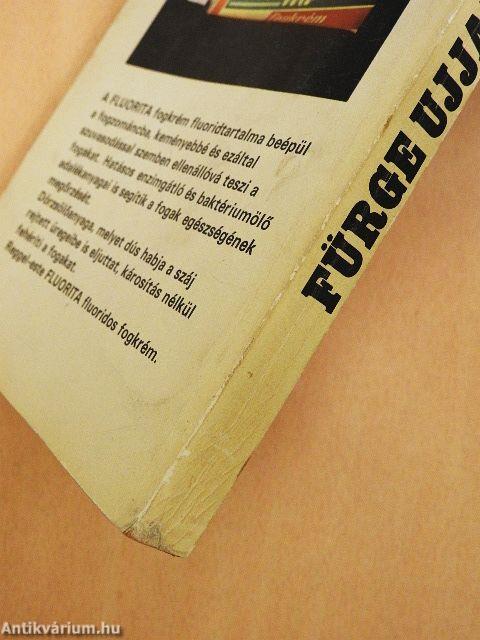 Fogkrém
A FLUORITA fogkrém fluoridtartalma beépül
a fogzománcba, keményebbé és ezáltal
szuvasodással szemben ellenállóvá teszi a
fogakat. Hatásos enzimgátló és baktériumölő
adalékanyagai is segítik a fogak egészségének
megőrzését.
Dörzsölőanyaga, melyet dús habja a száj
rejtett üregeibe is eljuttat, károsítás nélkül
fehéríti a fogakat.
Reggel-este FLUORITA fluoridos fogkrém.
FÜRGE UJJA
Antikvárium.hu